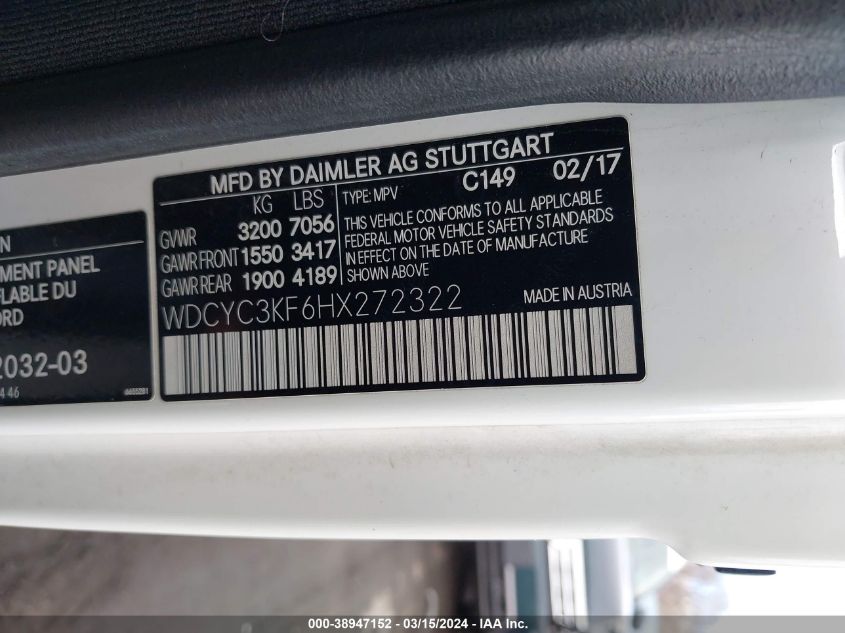 MFD BY DAIMLER AG STUTTGART
C149 02/17
KG LBS
GVWR 3200 7056
GAWR FRONT 1550 3417
GAWR REAR 1900 4189
TYPE: MPV
THIS VEHICLE CONFORMS TO ALL APPLICABLE
FEDERAL MOTOR VEHICLE SAFETY STANDARDS
IN EFFECT ON THE DATE OF MANUFACTURE
SHOWN ABOVE
WDCYC3KF6HX272322
MADE IN AUSTRIA
MENT PANEL
FLABLE DU
ORD
2032-03
000-38947152 - 03/15/2024 - IAA Inc.